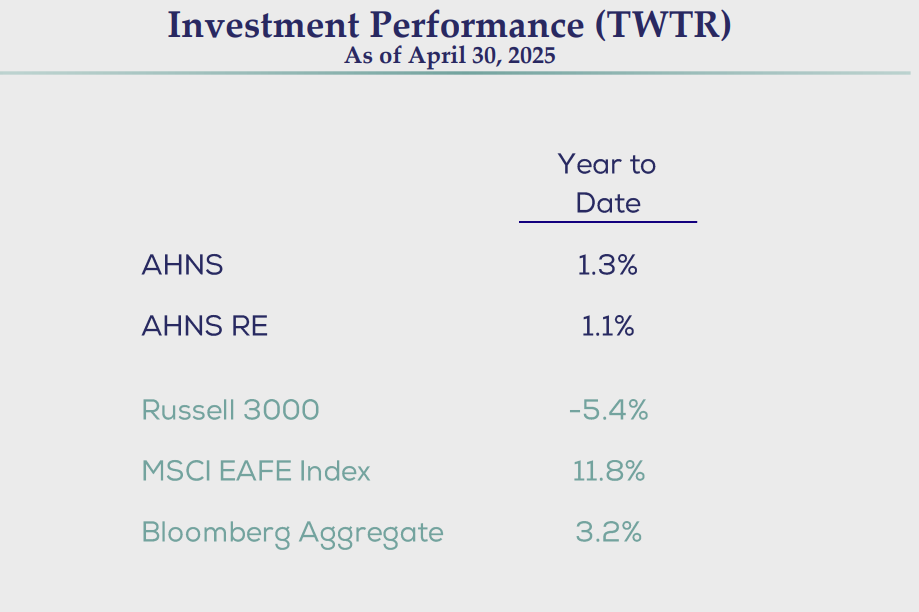 Investment Performance (TWTR)
As of April 30, 2025
Year to
Date
AHNS 1.3%
AHNS RE 1.1%
Russell 3000 -5.4%
MSCI EAFE Index 11.8%
Bloomberg Aggregate 3.2%